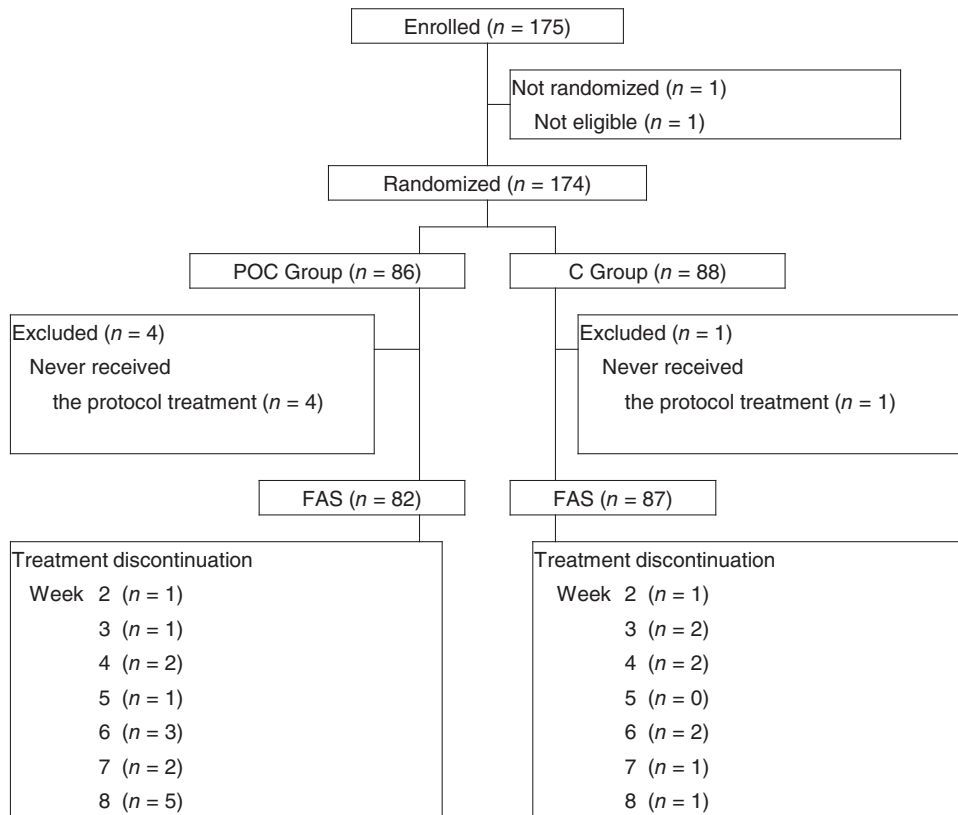 Enrolled (n = 175)
Not randomized (n = 1)
Not eligible (n = 1)
Randomized (n = 174)
POC Group (n = 86)
C Group (n = 88)
Excluded (n = 4)
Never received
the protocol treatment (n = 4)
Excluded (n = 1)
Never received
the protocol treatment (n = 1)
FAS (n = 82)
FAS (n = 87)
Treatment discontinuation
Week 2 (n = 1)
3 (n = 1)
4 (n = 2)
5 (n = 1)
6 (n = 3)
7 (n = 2)
8 (n = 5)
Treatment discontinuation
Week 2 (n = 1)
3 (n = 2)
4 (n = 2)
5 (n = 0)
6 (n = 2)
7 (n = 1)
8 (n = 1)